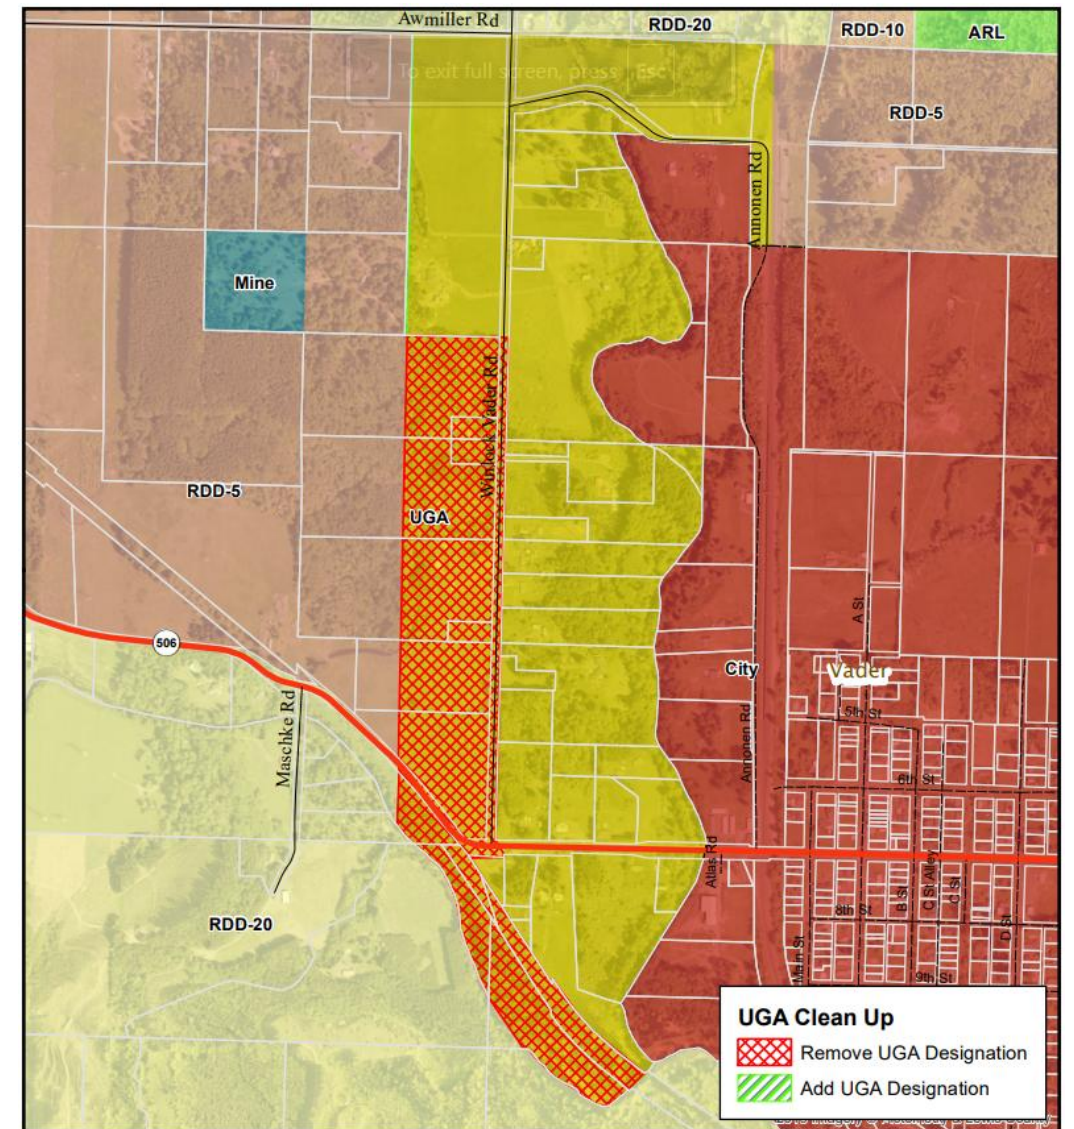 Awmiller Rd
RDD-20
RDD-10
ARL
To exit full screen, press Esc
RDD-5
Annonen Rd
Mine
Winlock Vader Rd
RDD-5
UGA
506
A St
City
Vader
Maschke Rd
5th St
Annonen Rd
6th St
Atlas Rd
B St
C St Alley
C St
8th St
RDD-20
D St
Main St
9th St
UGA Clean Up
Remove UGA Designation
Add UGA Designation